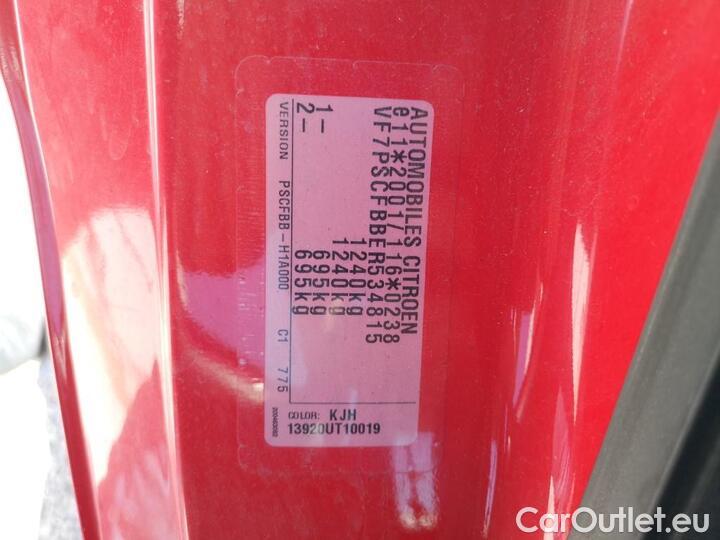 AUTOMOBILES CITROEN
e11*2001/116*0238
VF7PSCFBBER534815
1240kg
1240kg
1- 695kg
2- 695kg
VERSION PSCFBB-H1A000 C1 775
COLOR: KJH
13920UT10019
CarOutlet.eu